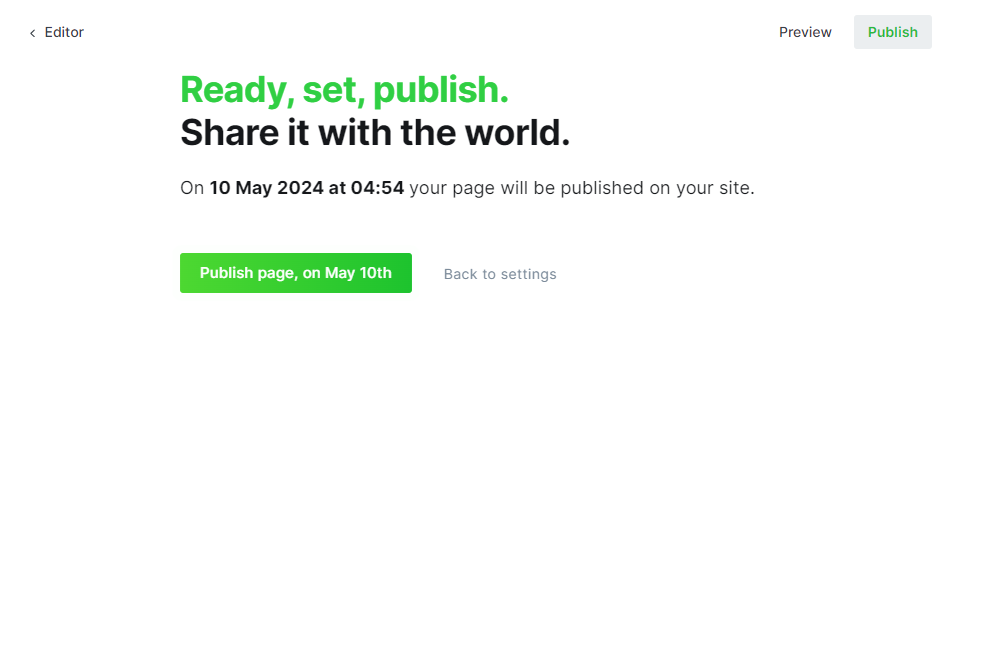 Editor
Preview
Publish
Ready, set, publish.
Share it with the world.
On 10 May 2024 at 04:54 your page will be published on your site.
Publish page, on May 10th
Back to settings